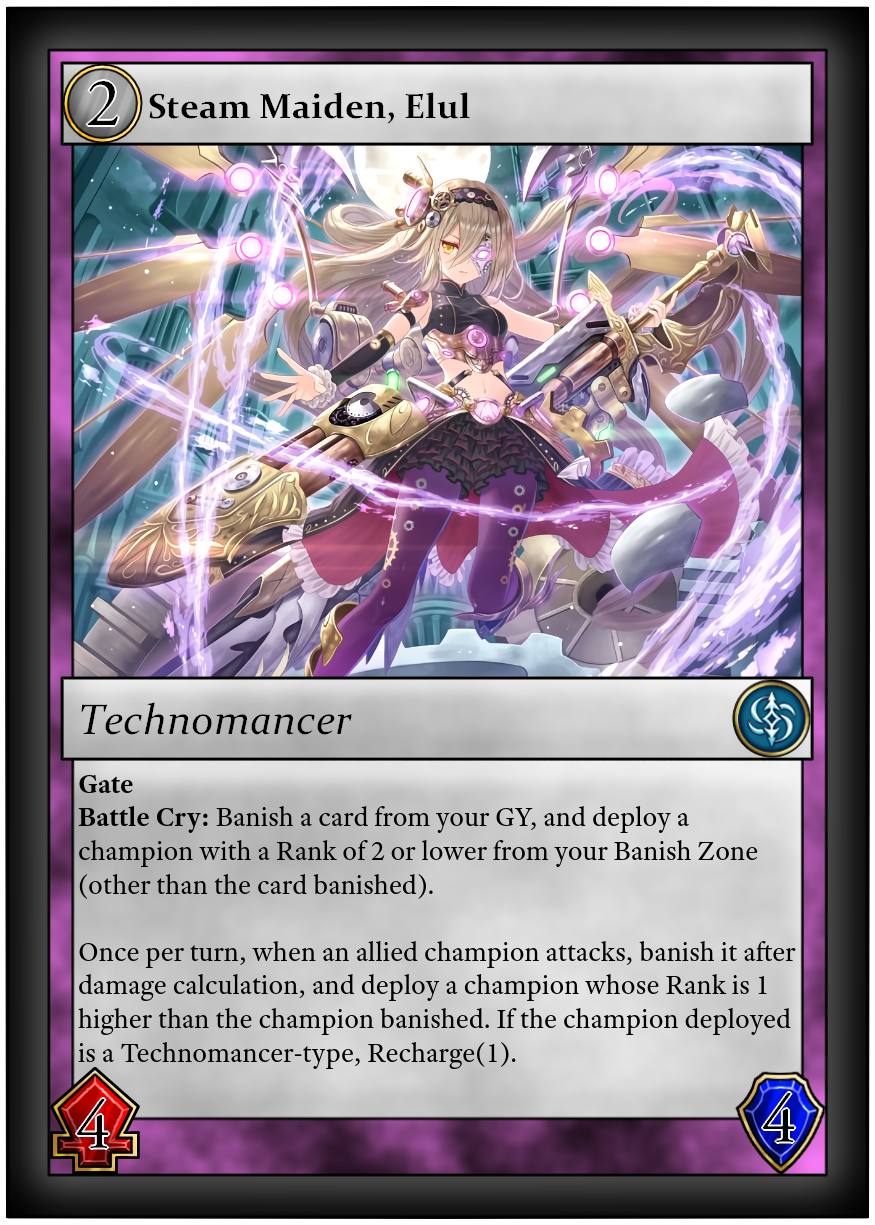 2
Steam Maiden, Elul
Technomancer
Gate
Battle Cry: Banish a card from your GY, and deploy a
champion with a Rank of 2 or lower from your Banish Zone
(other than the card banished).
Once per turn, when an allied champion attacks, banish it after
damage calculation, and deploy a champion whose Rank is 1
higher than the champion banished. If the champion deployed
is a Technomancer-type, Recharge(1).
4
4